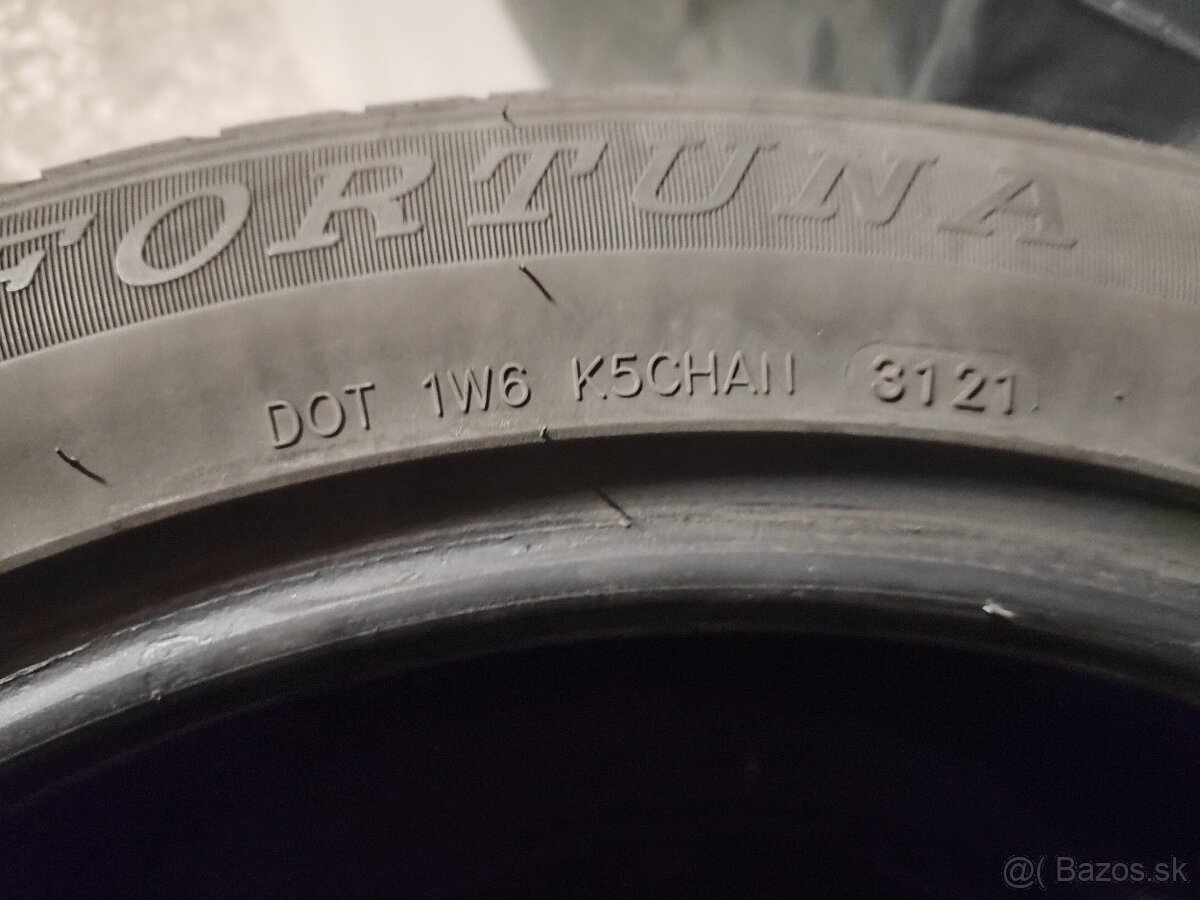 FORTUNA
DOT 1W6 K5CHAN 3121
@( Bazos.sk